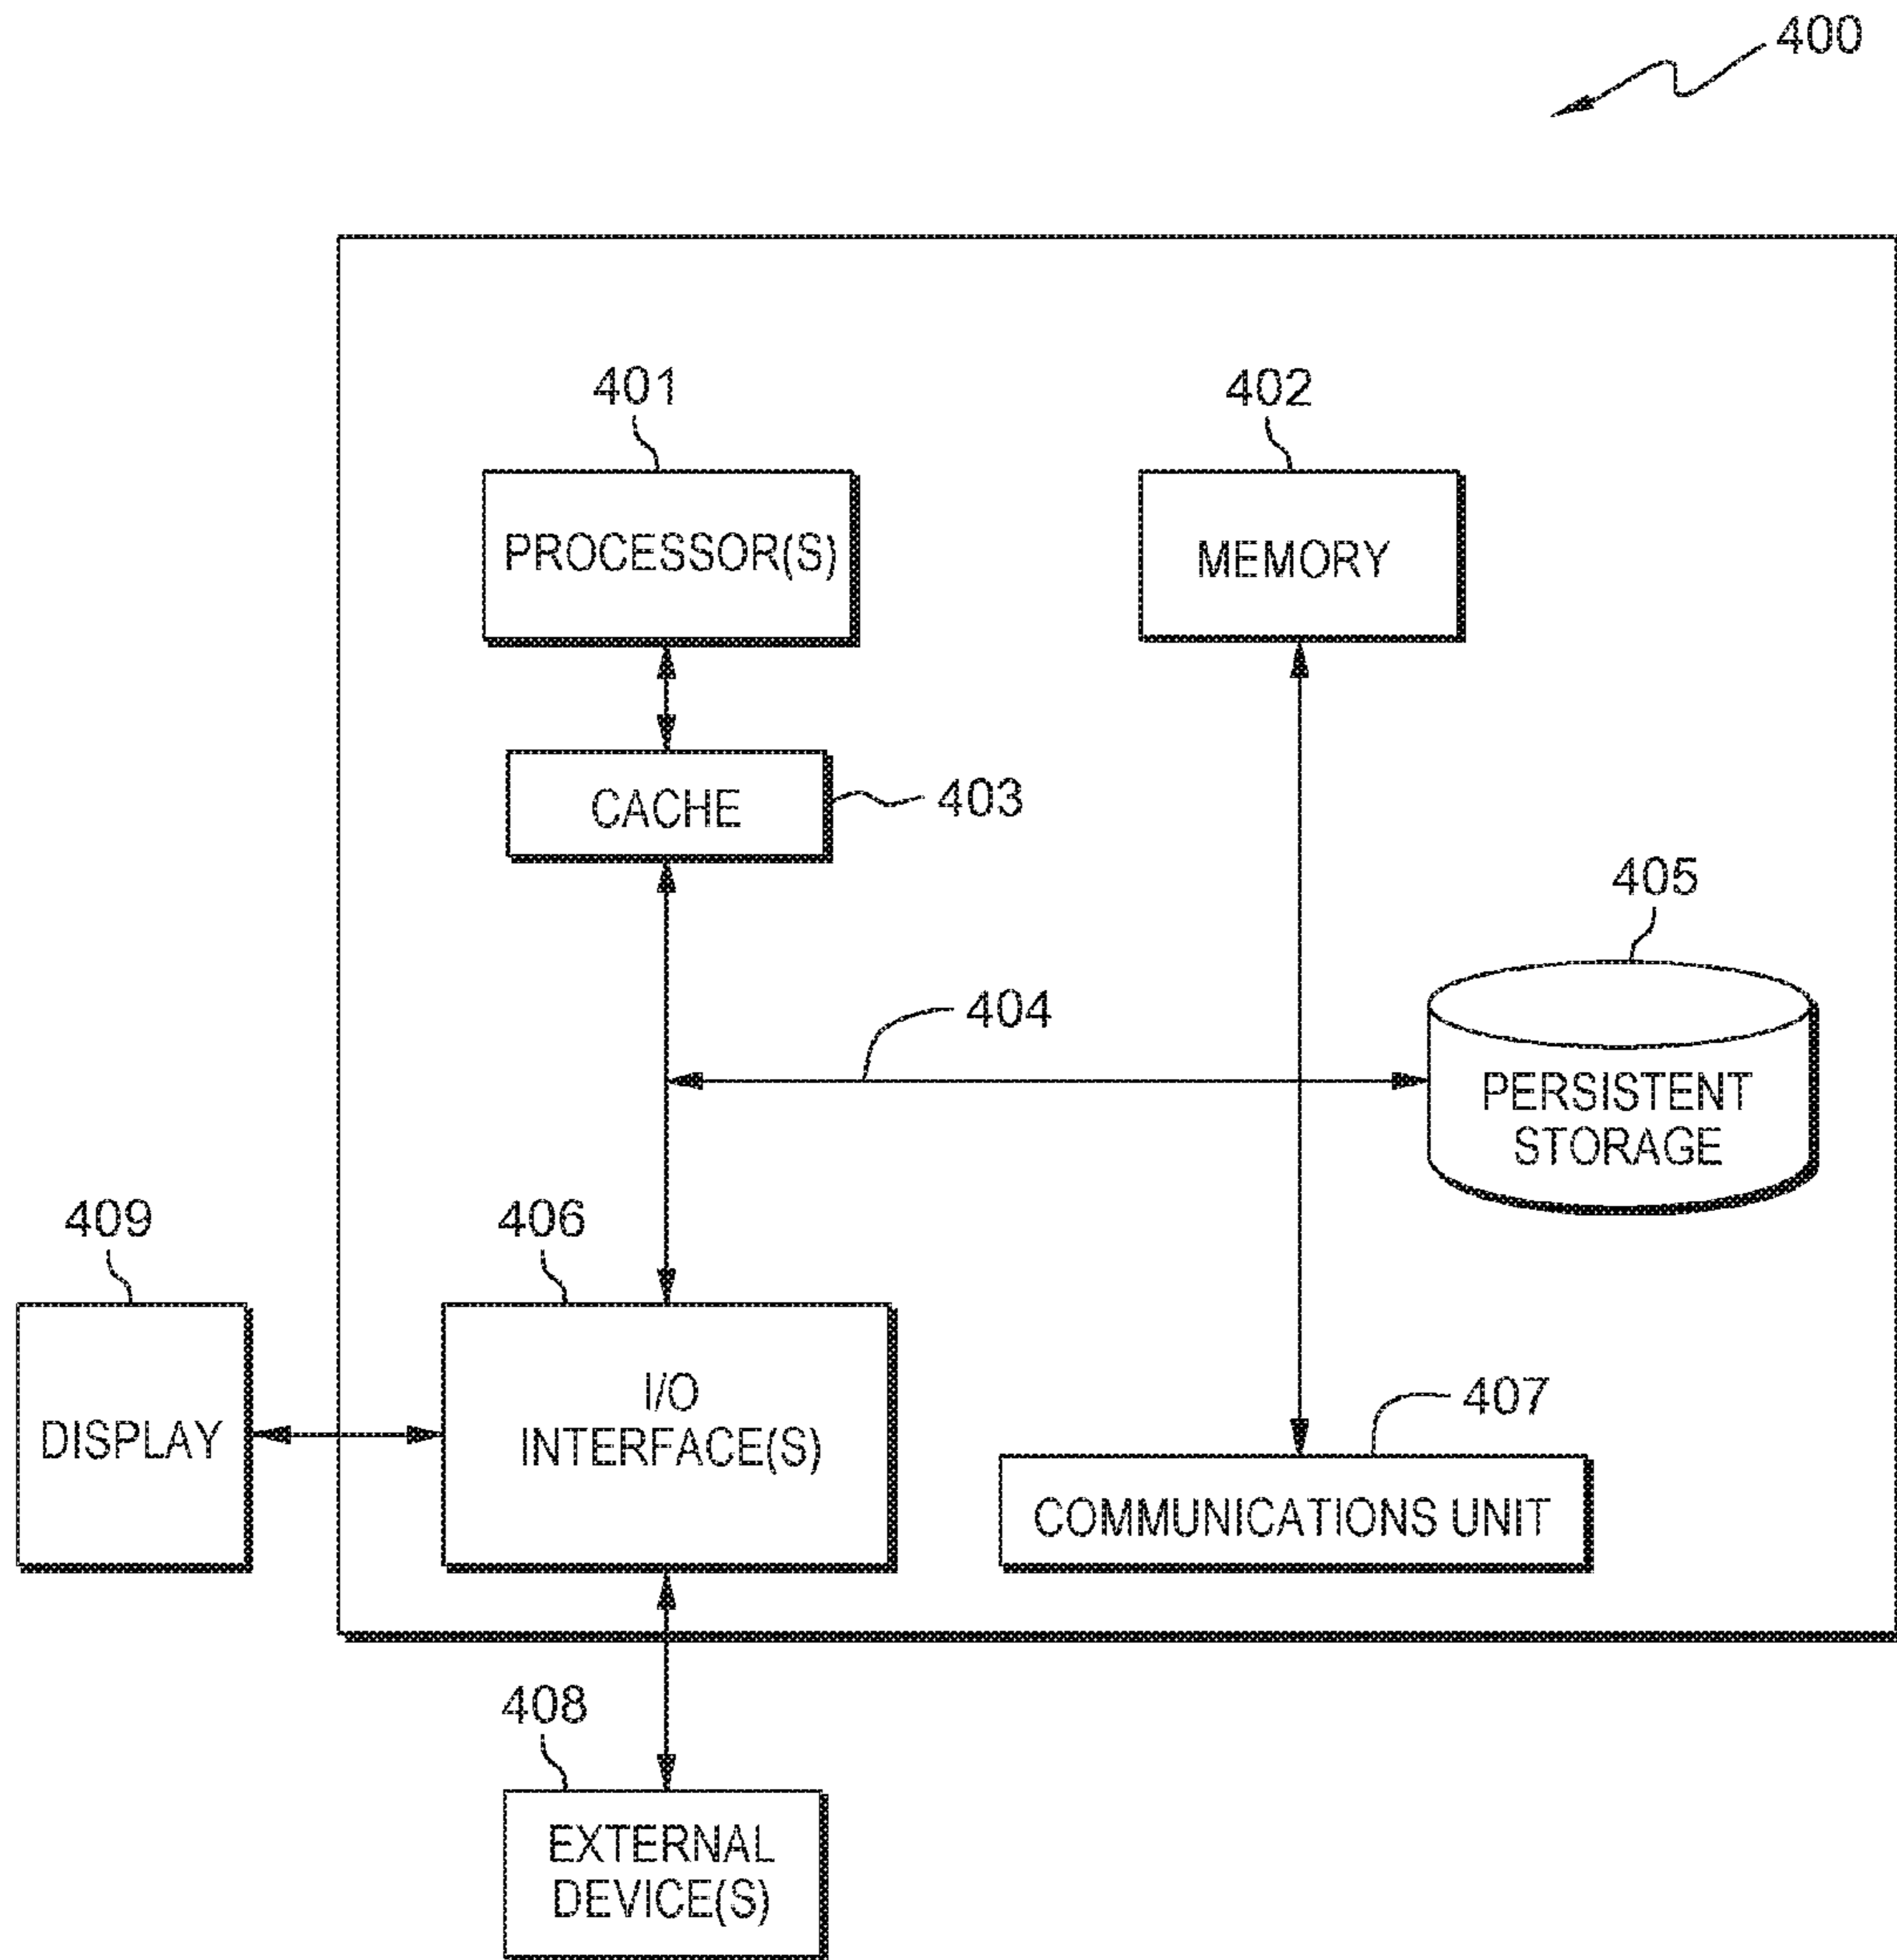 400
401
402
PROCESSOR(S)
MEMORY
CACHE
403
405
404
PERSISTENT
STORAGE
409
406
407
DISPLAY
I/O
INTERFACE(S)
COMMUNICATIONS UNIT
408
EXTERNAL
DEVICE(S)